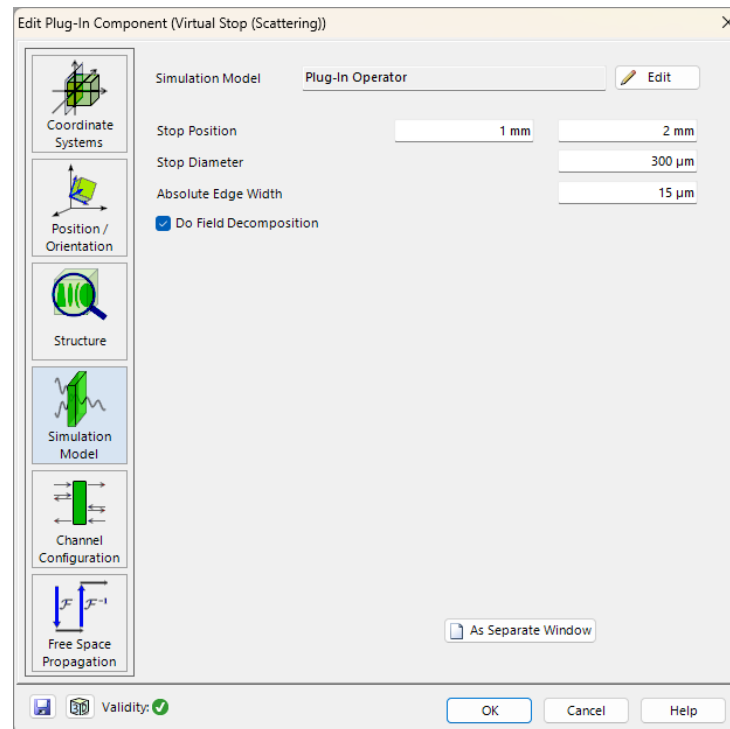 Edit Plug-In Component (Virtual Stop (Scattering))
Coordinate
Systems
Position /
Orientation
Structure
Simulation
Model
Channel
Configuration
F F⁻¹
Free Space
Propagation
Simulation Model Plug-In Operator Edit
Stop Position 1 mm 2 mm
Stop Diameter 300 µm
Absolute Edge Width 15 µm
Do Field Decomposition
As Separate Window
3D Validity: OK Cancel Help